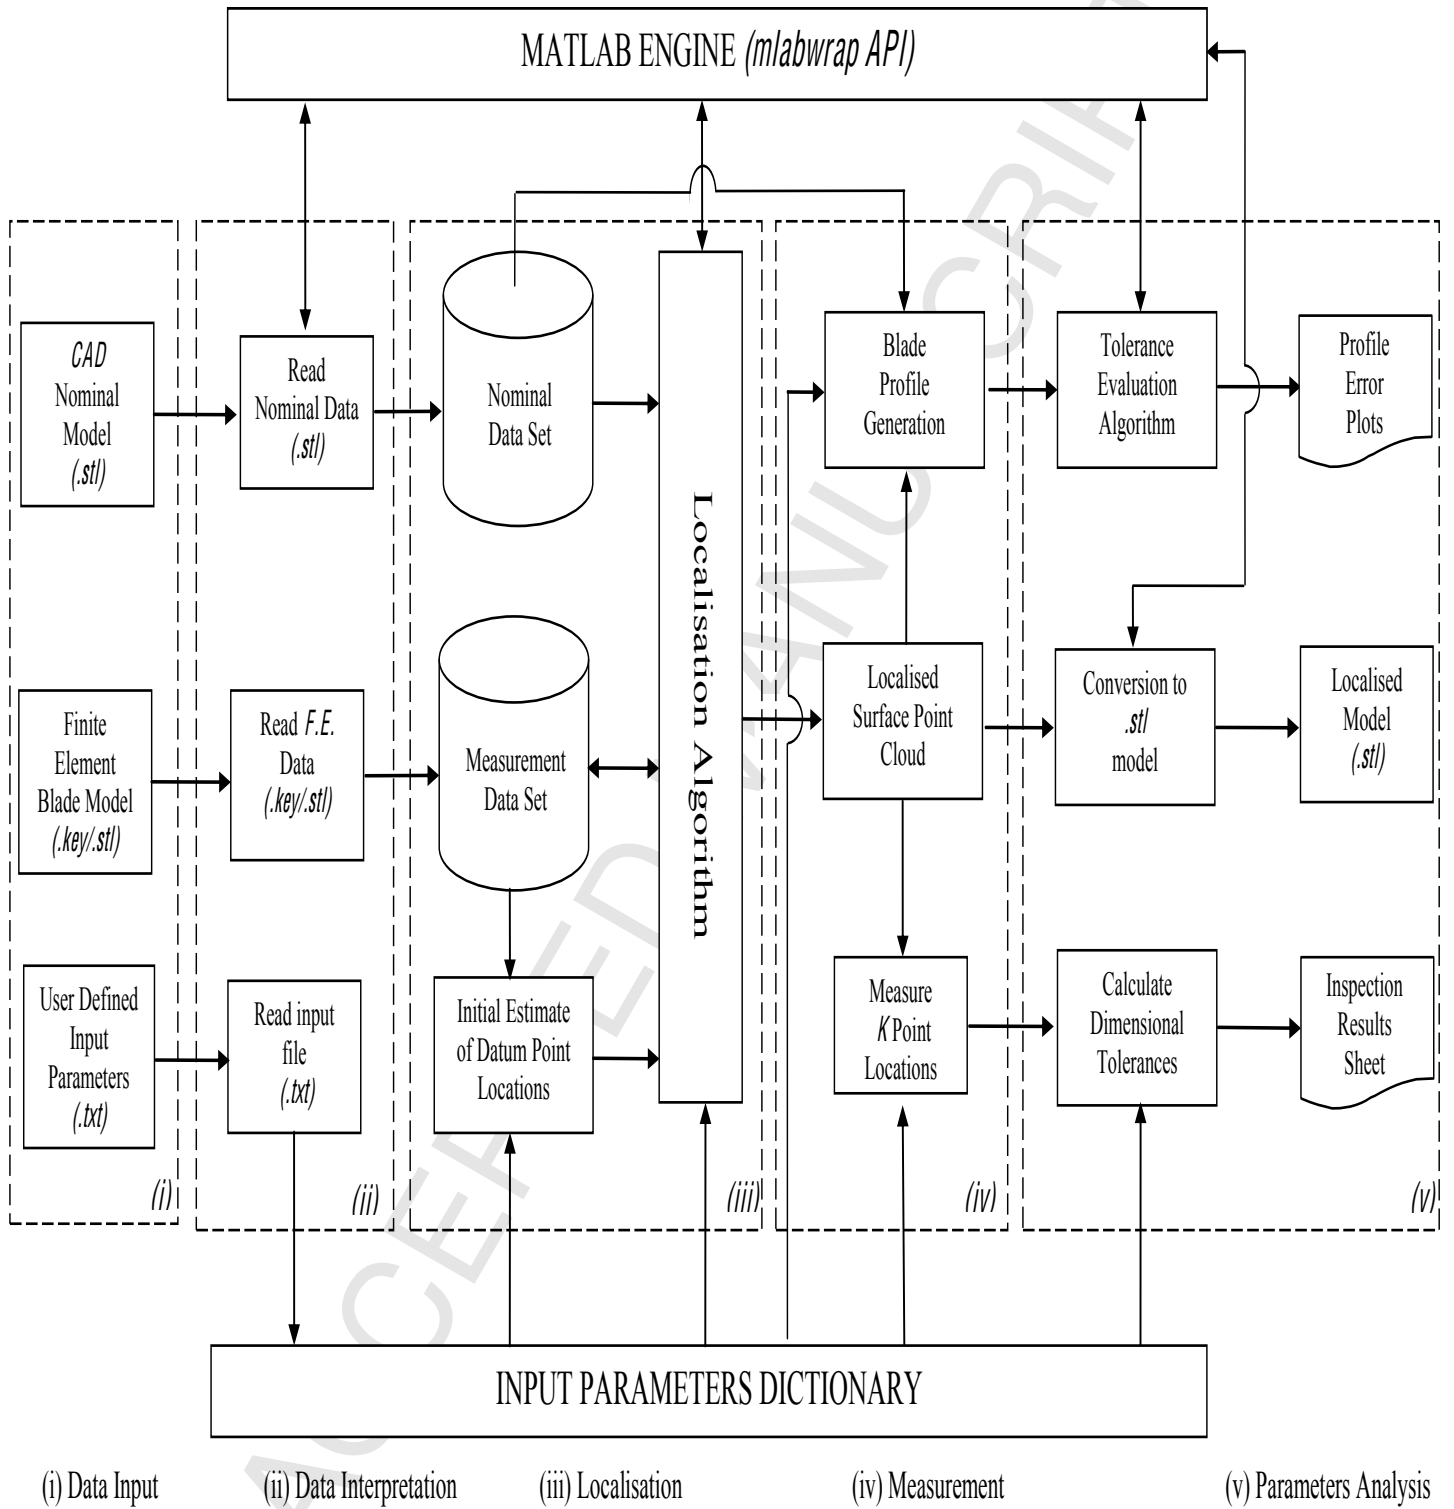 MATLAB ENGINE (mlabwrap API)
CAD
Nominal
Model
(.stl)
Read
Nominal Data
(.stl)
Nominal
Data Set
Localisation Algorithm
Blade
Profile
Generation
Tolerance
Evaluation
Algorithm
Profile
Error
Plots
Finite
Element
Blade Model
(.key/.stl)
Read F.E.
Data
(.key/.stl)
Measurement
Data Set
Localised
Surface Point
Cloud
Conversion to
.stl
model
Localised
Model
(.stl)
User Defined
Input
Parameters
(.txt)
Read input
file
(.txt)
Initial Estimate
of Datum Point
Locations
Measure
K Point
Locations
Calculate
Dimensional
Tolerances
Inspection
Results
Sheet
(i)
(ii)
(iii)
(iv)
(v)
INPUT PARAMETERS DICTIONARY
(i) Data Input
(ii) Data Interpretation
(iii) Localisation
(iv) Measurement
(v) Parameters Analysis